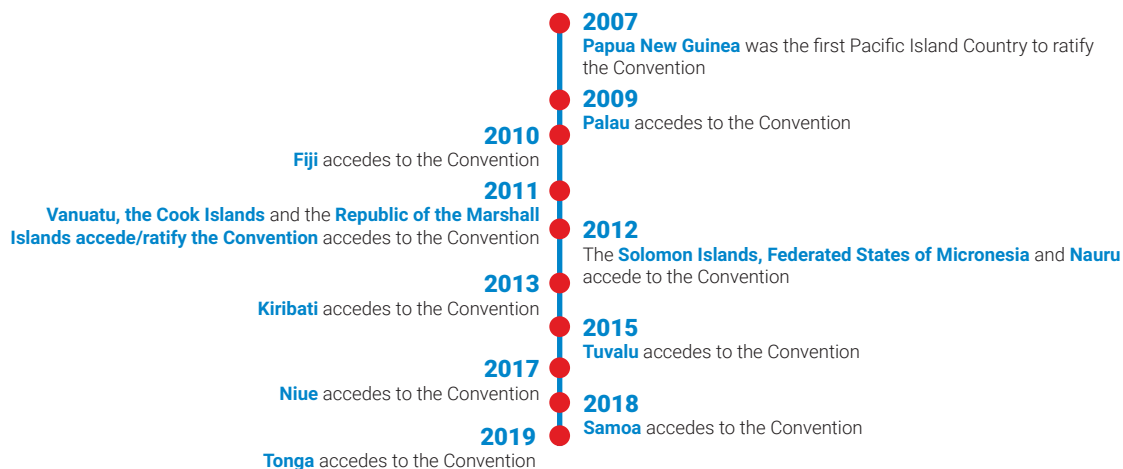 2007
Papua New Guinea was the first Pacific Island Country to ratify
the Convention
2009
Palau accedes to the Convention
2010
Fiji accedes to the Convention
2011
Vanuatu, the Cook Islands and the Republic of the Marshall
Islands accede/ratify the Convention accedes to the Convention
2012
The Solomon Islands, Federated States of Micronesia and Nauru
accede to the Convention
2013
Kiribati accedes to the Convention
2015
Tuvalu accedes to the Convention
2017
Niue accedes to the Convention
2018
Samoa accedes to the Convention
2019
Tonga accedes to the Convention